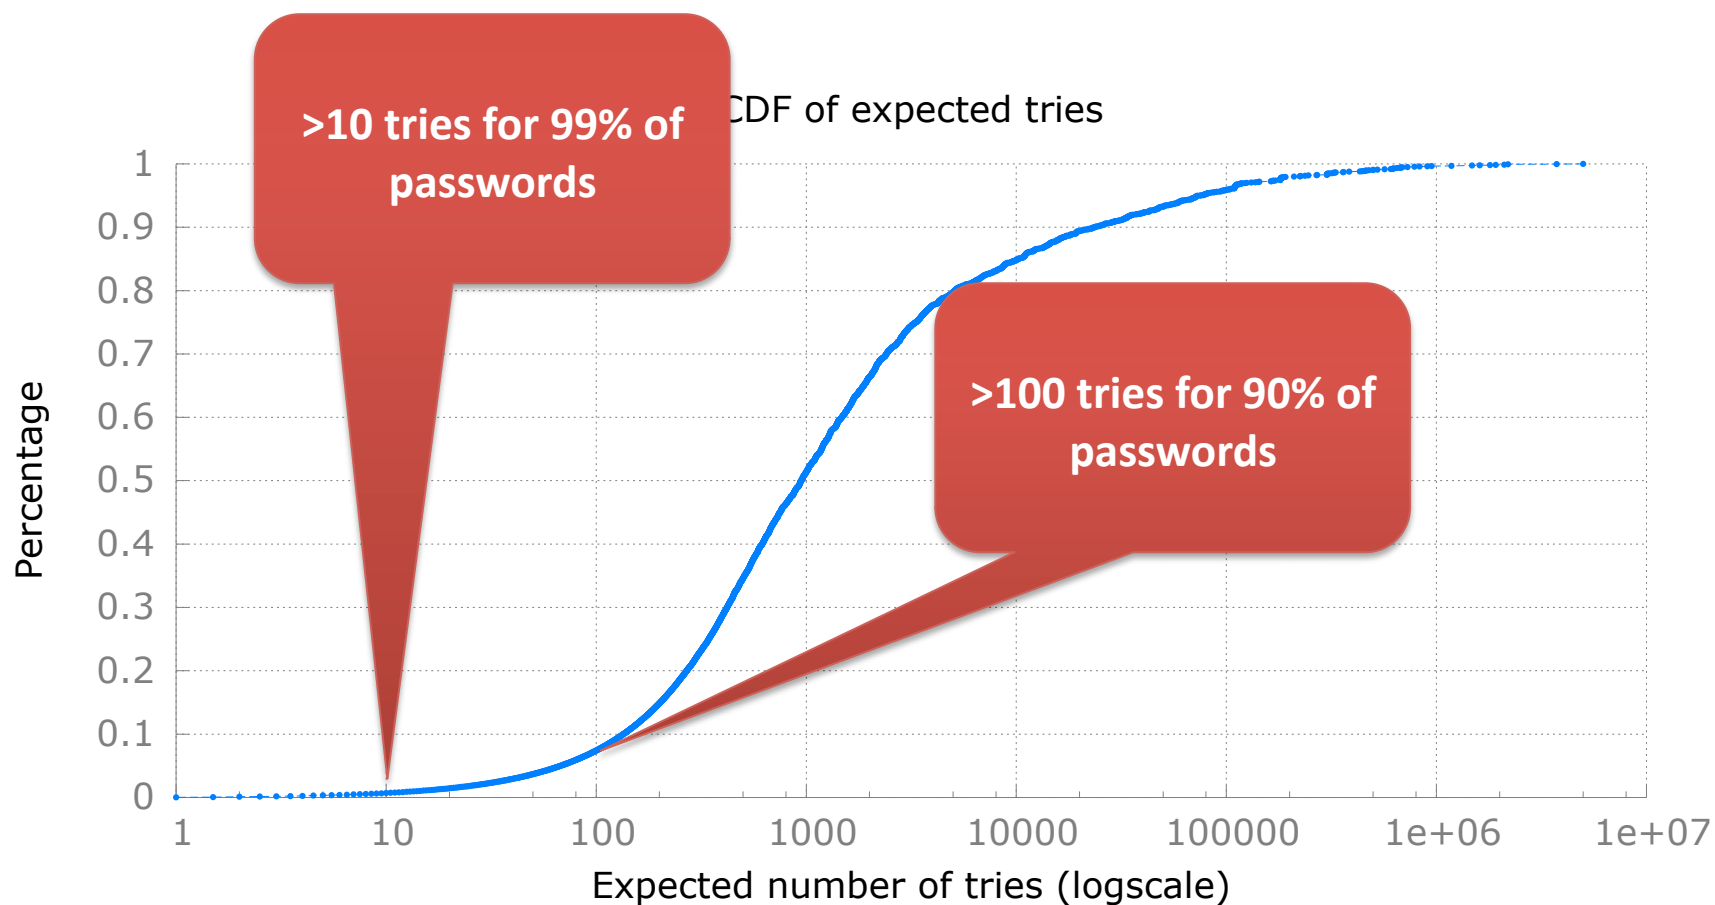 >10 tries for 99% of
passwords
CDF of expected tries
1
0.9
0.8
0.7
0.6
0.5
0.4
0.3
0.2
0.1
0
Percentage
>100 tries for 90% of
passwords
1 10 100 1000 10000 100000 1e+06 1e+07
Expected number of tries (logscale)